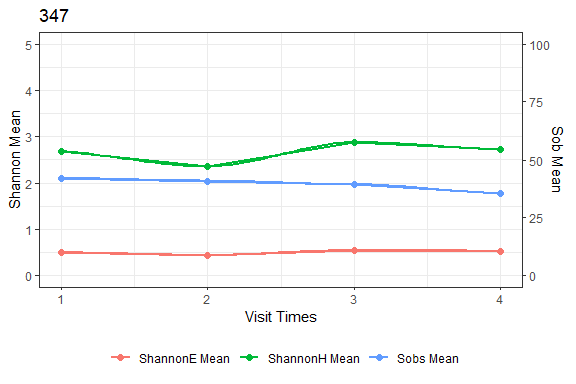 347
5
4
3
2
1
0
Shannon Mean
100
75
50
25
0
Sob Mean
1 2 3 4
Visit Times
ShannonE Mean ShannonH Mean Sobs Mean